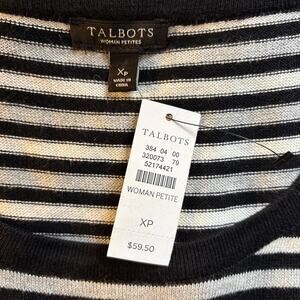 TALBOTS
WOMAN PETITES
XP
MADE IN
CHINA
TALBOTS
384 04 00
320073 79
52174421
WOMAN PETITE
XP
$59.50